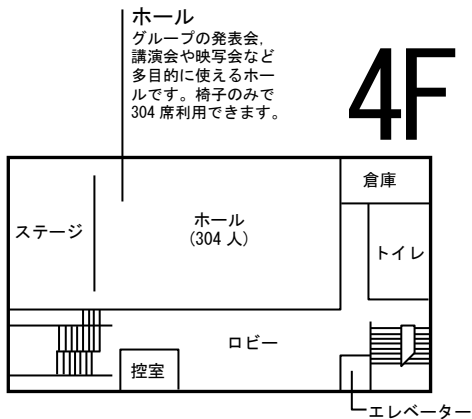 ホール
グループの発表会,
講演会や映写会など
多目的に使えるホー
ルです。椅子のみで
304 席利用できます。
4F
倉庫
ステージ
ホール
(304 人)
トイレ
ロビー
控室
エレベーター